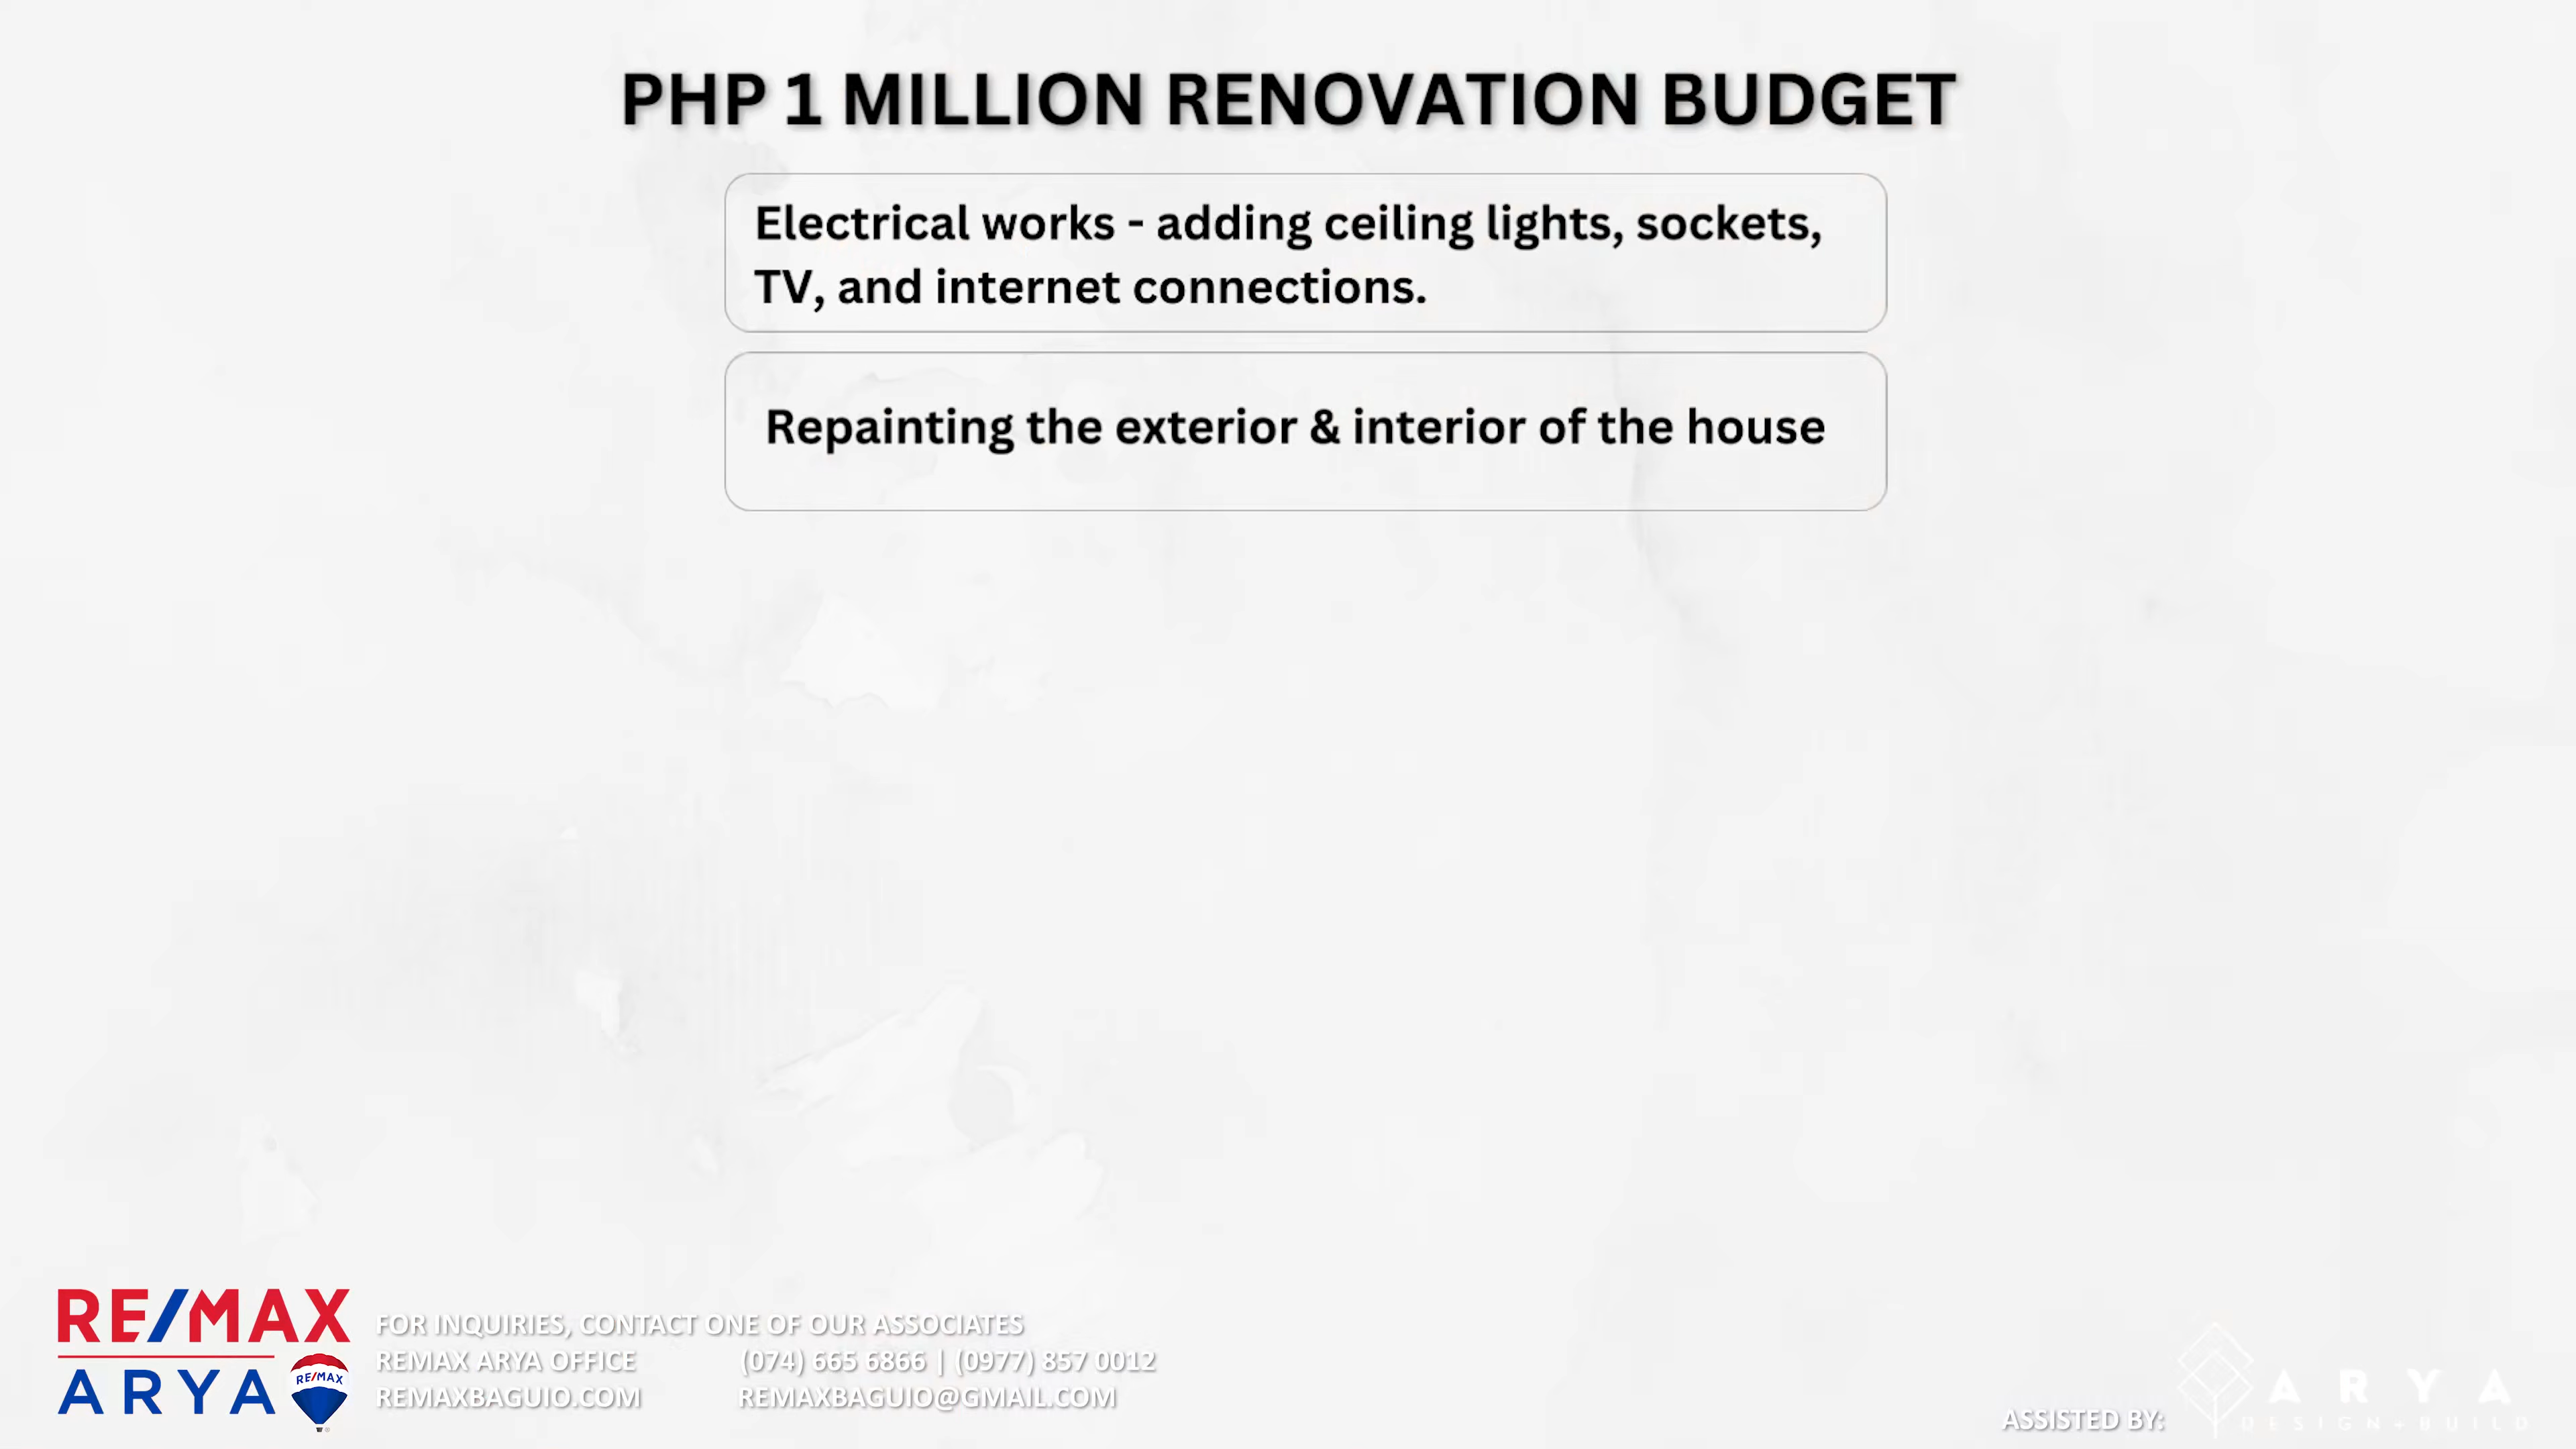 PHP 1 MILLION RENOVATION BUDGET
Electrical works - adding ceiling lights, sockets,
TV, and internet connections.
Repainting the exterior & interior of the house
RE/MAX
ARYA
RE/MAX
FOR INQUIRIES, CONTACT ONE OF OUR ASSOCIATES
REMAX ARYA OFFICE (074) 665 6866 | (0977) 857 0012
REMAXBAGUIO.COM REMAXBAGUIO@GMAIL.COM
ASSISTED BY:
ARYA
DESIGN + BUILD